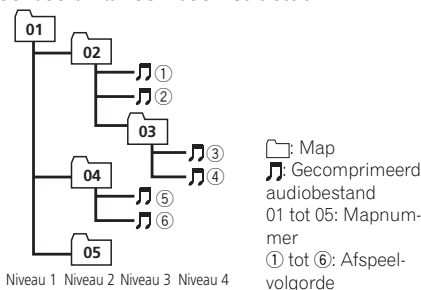 01
02
①
②
03
③
④
04
⑤
⑥
05
Niveau 1 Niveau 2 Niveau 3 Niveau 4
: Map
: Gecomprimeerd
audiobestand
01 tot 05: Mapnum-
mer
① tot ⑥: Afspeel-
volgorde